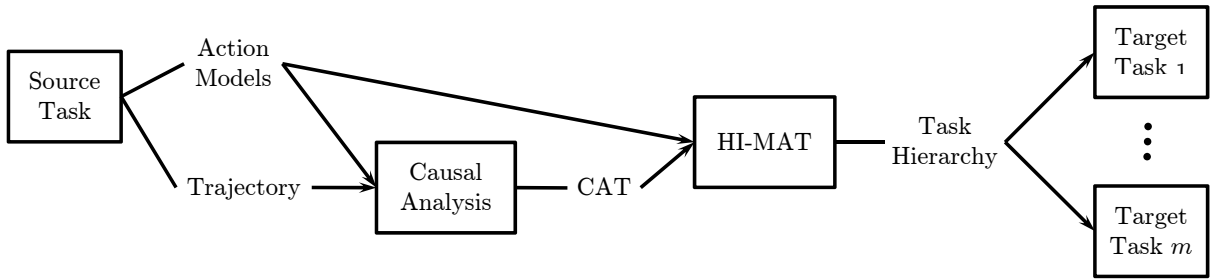 Source
Task
Action
Models
Trajectory
Causal
Analysis
CAT
HI-MAT
Task
Hierarchy
Target
Task 1
Target
Task m